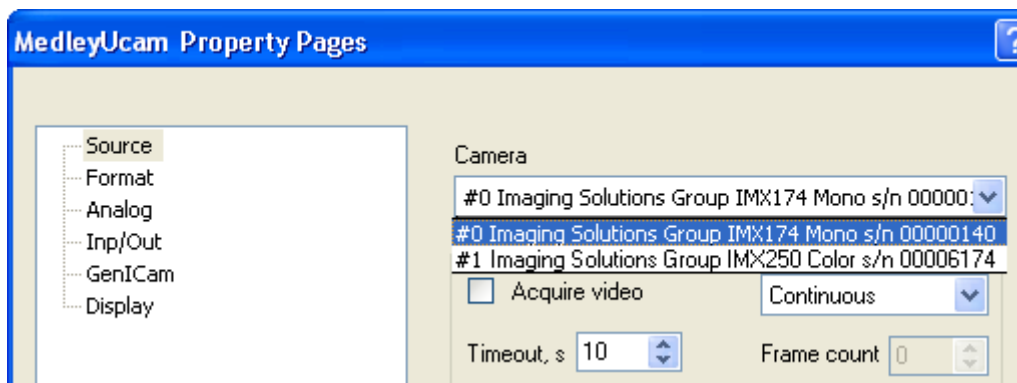 MedleyUcam Property Pages
?
Source
Format
Analog
Inp/Out
GenICam
Display
Camera
#0 Imaging Solutions Group IMX174 Mono s/n 00000
#0 Imaging Solutions Group IMX174 Mono s/n 00000140
#1 Imaging Solutions Group IMX250 Color s/n 00006174
Acquire video
Continuous
Timeout, s 10
Frame count 0